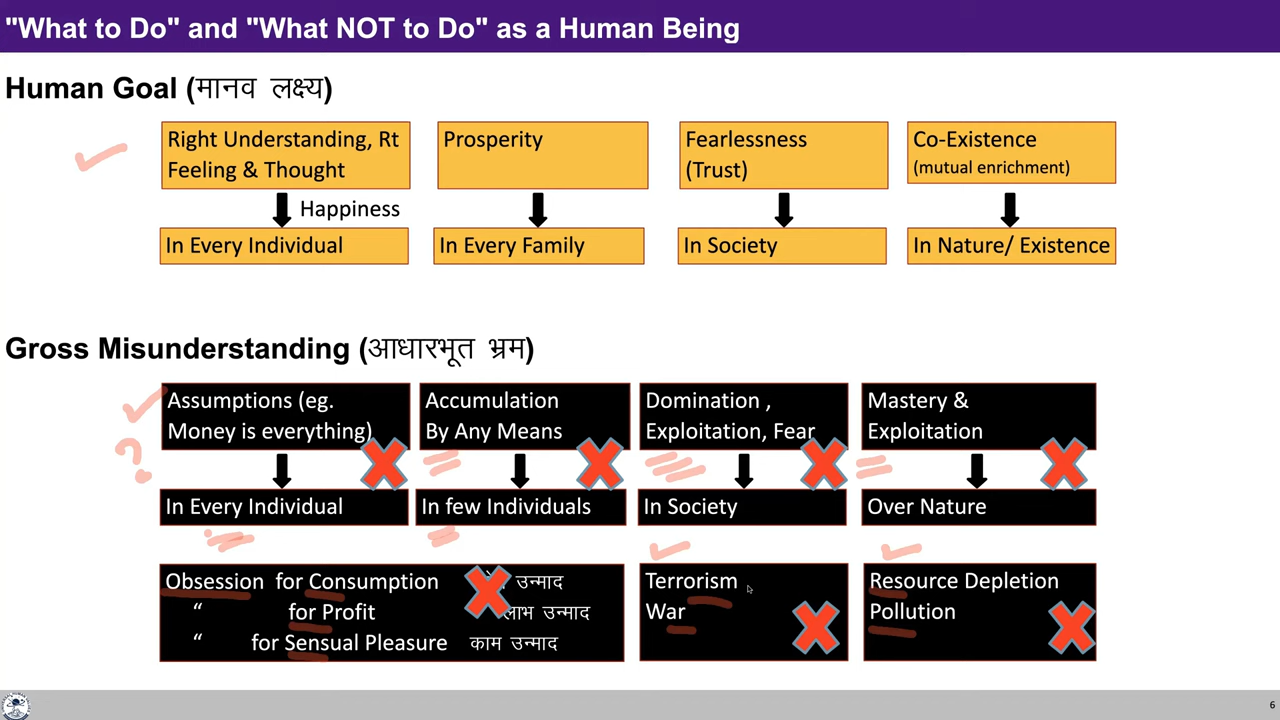 "What to Do" and "What NOT to Do" as a Human Being
Human Goal (मानव लक्ष्य)
Right Understanding, Rt
Feeling & Thought
Happiness
In Every Individual
Prosperity
In Every Family
Fearlessness
(Trust)
In Society
Co-Existence
(mutual enrichment)
In Nature/ Existence
Gross Misunderstanding (आधारभूत भ्रम)
Assumptions (eg.
Money is everything)
In Every Individual
Accumulation
By Any Means
In few Individuals
Domination ,
Exploitation, Fear
In Society
Mastery &
Exploitation
Over Nature
Obsession for Consumption उन्माद
“ for Profit लाभ उन्माद
“ for Sensual Pleasure काम उन्माद
Terrorism
War
Resource Depletion
Pollution
?
6